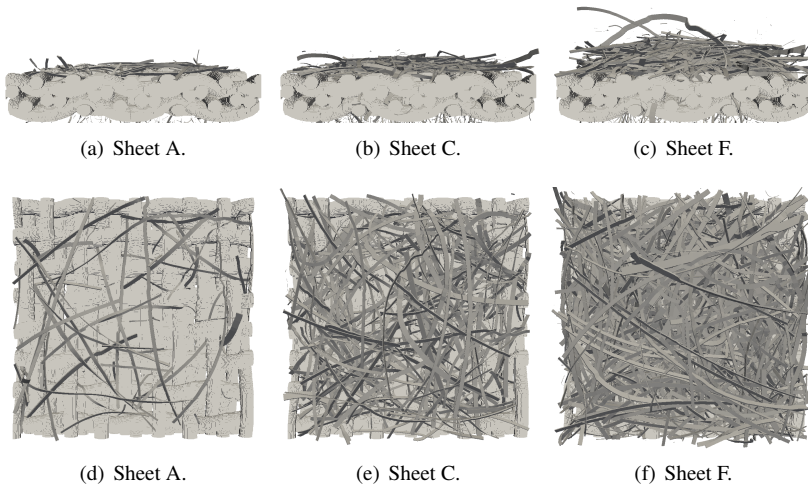 (a) Sheet A.
(b) Sheet C.
(c) Sheet F.
(d) Sheet A.
(e) Sheet C.
(f) Sheet F.